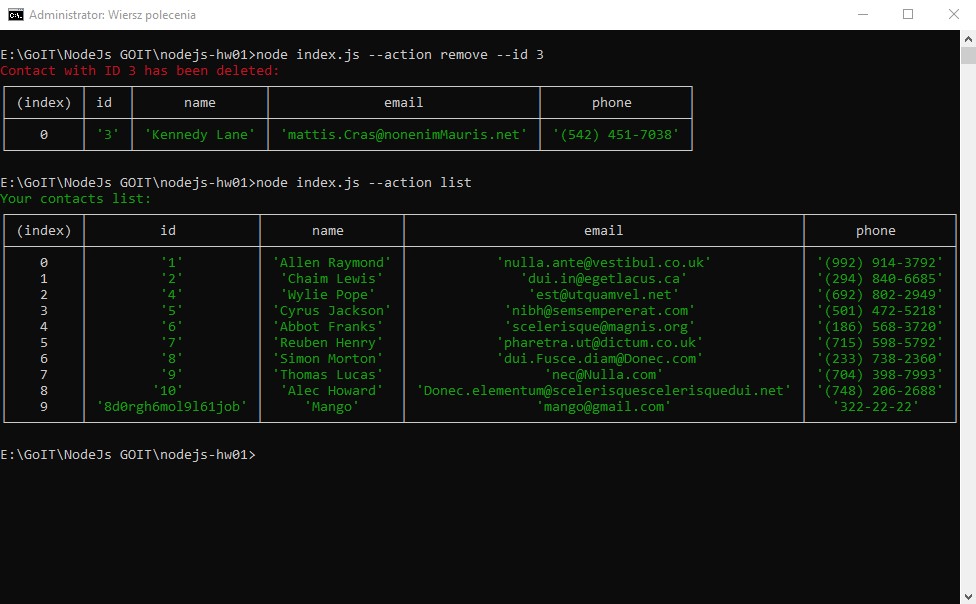 Administrator: Wiersz polecenia
E:\GoIT\NodeJs GOIT\nodejs-hw01>node index.js --action remove --id 3
Contact with ID 3 has been deleted:
(index) id name email phone
0 '3' 'Kennedy Lane' 'mattis.Cras@nonenimMauris.net' '(542) 451-7038'
E:\GoIT\NodeJs GOIT\nodejs-hw01>node index.js --action list
Your contacts list:
(index) id name email phone
0 '1' 'Allen Raymond' 'nulla.ante@vestibul.co.uk' '(992) 914-3792'
1 '2' 'Chaim Lewis' 'dui.in@egetlacus.ca' '(294) 840-6685'
2 '4' 'Wylie Pope' 'est@utquamvel.net' '(692) 802-2949'
3 '5' 'Cyrus Jackson' 'nibh@semsempererat.com' '(501) 472-5218'
4 '6' 'Abbot Franks' 'scelerisque@magnis.org' '(186) 568-3720'
5 '7' 'Reuben Henry' 'pharetra.ut@dictum.co.uk' '(715) 598-5792'
6 '8' 'Simon Morton' 'dui.Fusce.diam@Donec.com' '(233) 738-2360'
7 '9' 'Thomas Lucas' 'nec@Nulla.com' '(704) 398-7993'
8 '10' 'Alec Howard' 'Donec.elementum@scelerisquescelerisquedui.net' '(748) 206-2688'
9 '8d0rgh6mol9l61job' 'Mango' 'mango@gmail.com' '322-22-22'
E:\GoIT\NodeJs GOIT\nodejs-hw01>